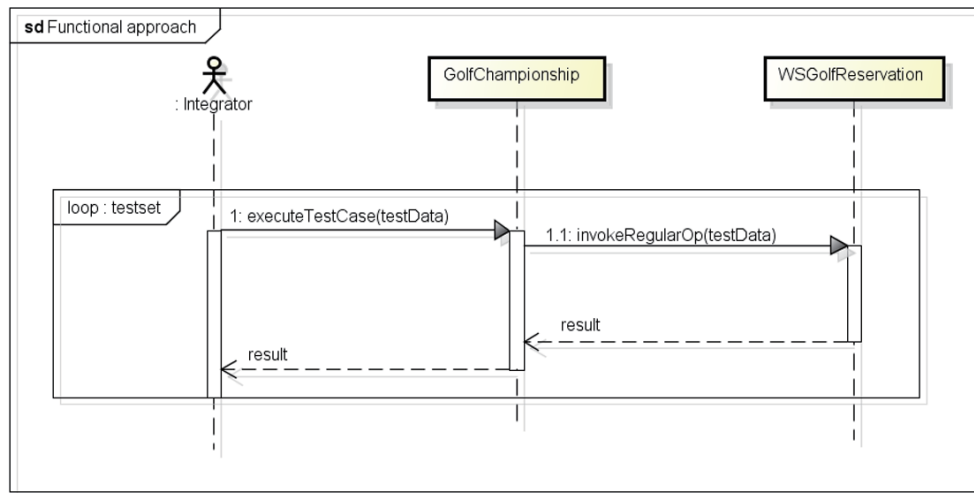 sd Functional approach
: Integrator
GolfChampionship
WSGolfReservation
loop : testset
1: executeTestCase(testData)
1.1: invokeRegularOp(testData)
result
result